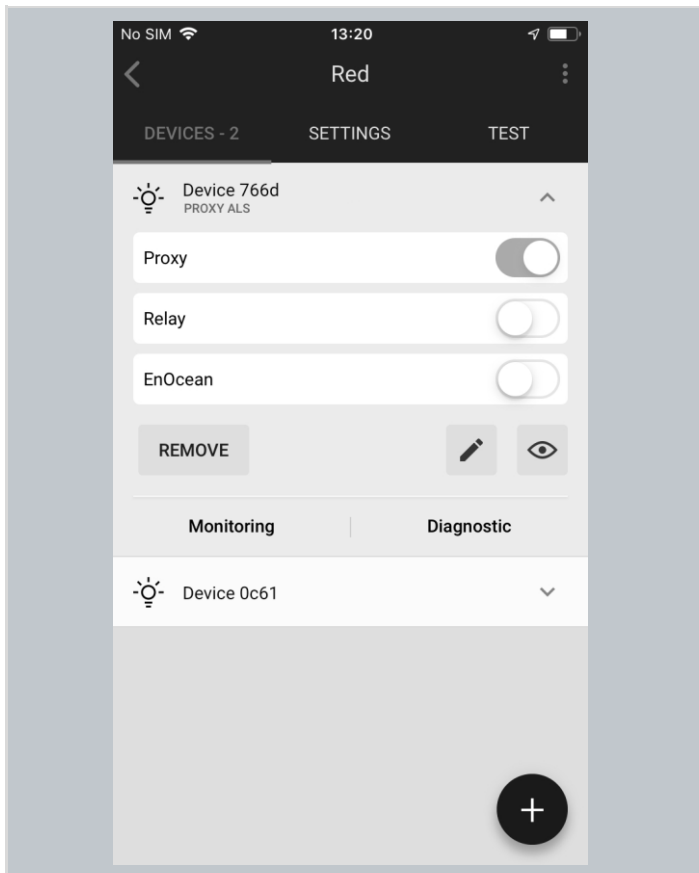 No SIM 13:20
Red
DEVICES - 2 SETTINGS TEST
Device 766d
PROXY ALS
Proxy
Relay
EnOcean
REMOVE
Monitoring Diagnostic
Device 0c61